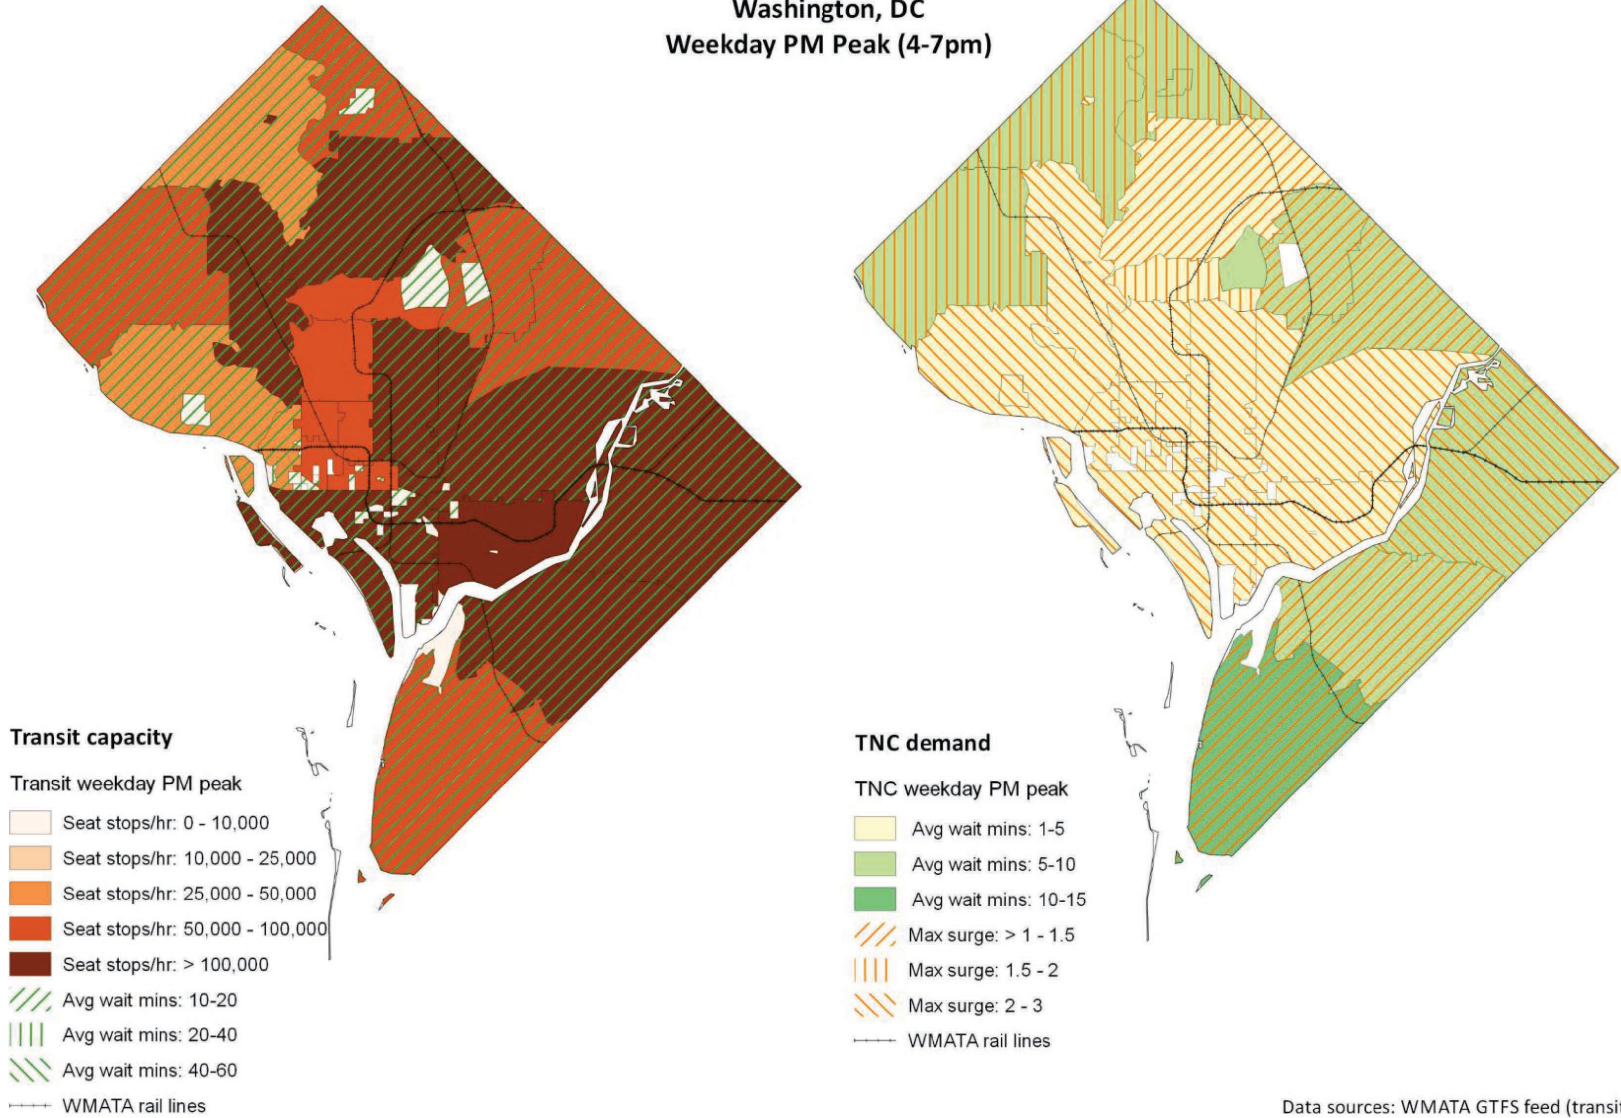 Washington, DC
Weekday PM Peak (4-7pm)
Transit capacity
Transit weekday PM peak
Seat stops/hr: 0 - 10,000
Seat stops/hr: 10,000 - 25,000
Seat stops/hr: 25,000 - 50,000
Seat stops/hr: 50,000 - 100,000
Seat stops/hr: > 100,000
Avg wait mins: 10-20
Avg wait mins: 20-40
Avg wait mins: 40-60
WMATA rail lines
TNC demand
TNC weekday PM peak
Avg wait mins: 1-5
Avg wait mins: 5-10
Avg wait mins: 10-15
Max surge: > 1 - 1.5
Max surge: 1.5 - 2
Max surge: 2 - 3
WMATA rail lines
Data sources: WMATA GTFS feed (transit